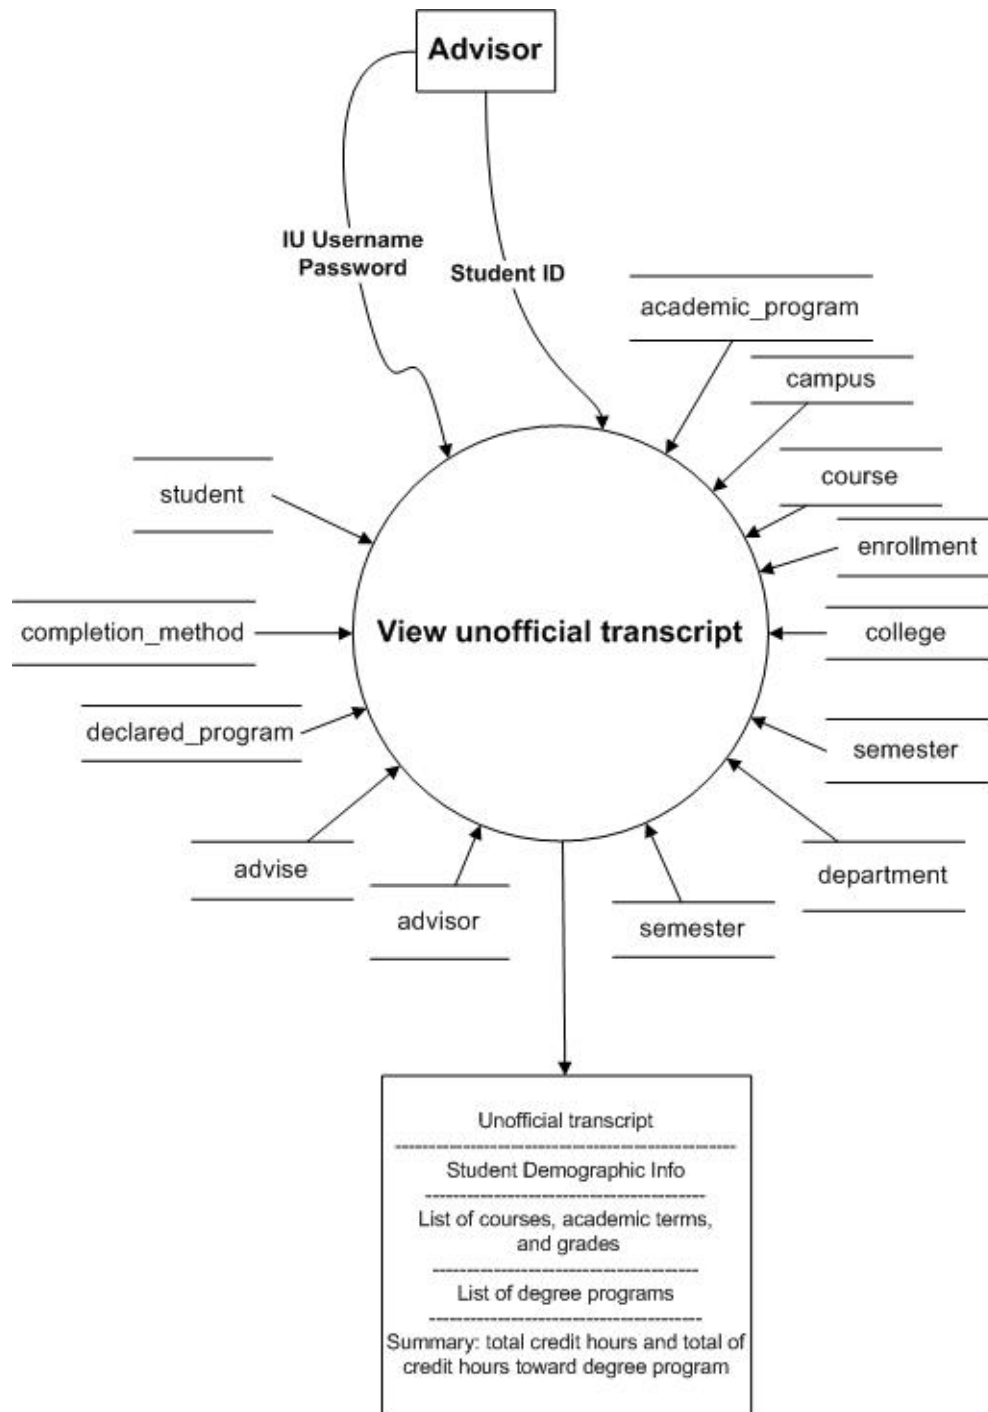 Advisor
IU Username
Password
Student ID
academic_program
campus
course
student
enrollment
completion_method
View unofficial transcript
college
declared_program
semester
advise
department
advisor
semester
Unofficial transcript
Student Demographic Info
List of courses, academic terms,
and grades
List of degree programs
Summary: total credit hours and total of
credit hours toward degree program